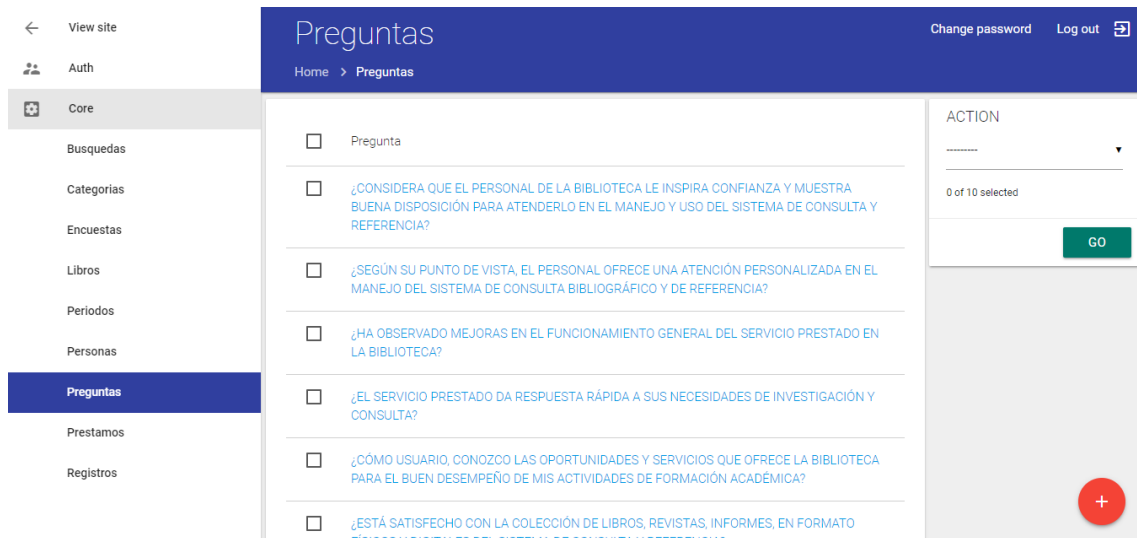 View site
Auth
Core
Busquedas
Categorias
Encuestas
Libros
Periodos
Personas
Preguntas
Prestamos
Registros
Preguntas
Home > Preguntas
Change password Log out
Pregunta
¿CONSIDERA QUE EL PERSONAL DE LA BIBLIOTECA LE INSPIRA CONFIANZA Y MUESTRA
BUENA DISPOSICIÓN PARA ATENDERLO EN EL MANEJO Y USO DEL SISTEMA DE CONSULTA Y
REFERENCIA?
¿SEGÚN SU PUNTO DE VISTA, EL PERSONAL OFRECE UNA ATENCIÓN PERSONALIZADA EN EL
MANEJO DEL SISTEMA DE CONSULTA BIBLIOGRÁFICO Y DE REFERENCIA?
¿HA OBSERVADO MEJORAS EN EL FUNCIONAMIENTO GENERAL DEL SERVICIO PRESTADO EN
LA BIBLIOTECA?
¿EL SERVICIO PRESTADO DA RESPUESTA RÁPIDA A SUS NECESIDADES DE INVESTIGACIÓN Y
CONSULTA?
¿CÓMO USUARIO, CONOZCO LAS OPORTUNIDADES Y SERVICIOS QUE OFRECE LA BIBLIOTECA
PARA EL BUEN DESEMPEÑO DE MIS ACTIVIDADES DE FORMACIÓN ACADÉMICA?
¿ESTÁ SATISFECHO CON LA COLECCIÓN DE LIBROS, REVISTAS, INFORMES, EN FORMATO
ACTION
---------
0 of 10 selected
GO
+